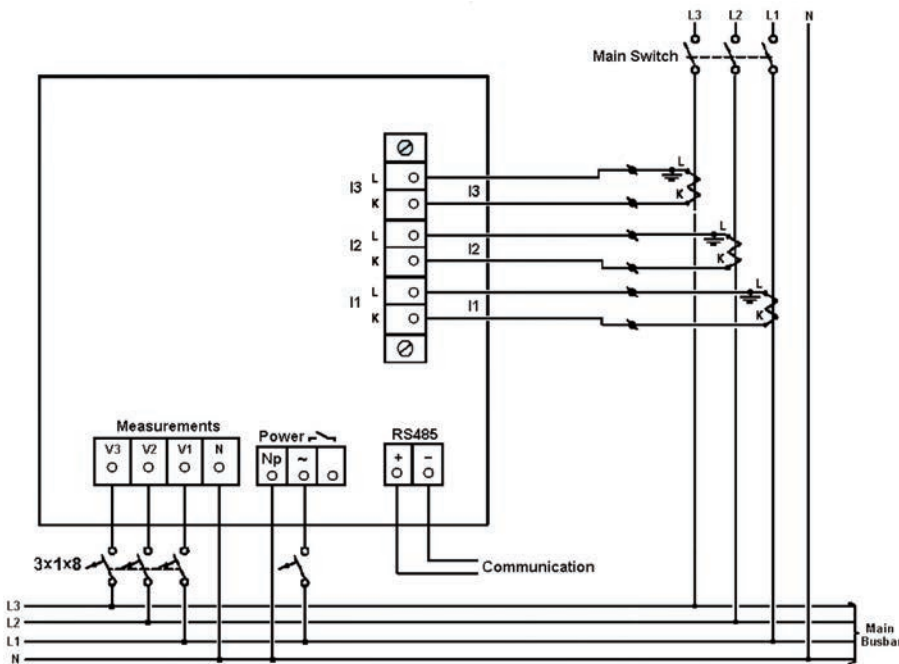 L3 L2 L1 N
Main Switch
L
I3 L I3
K K
L
I2 L I2
K K
L
I1 L I1
K K
Measurements
V3 V2 V1 N
Power
Np ~
RS485
+ −
3x1x8
Communication
L3
L2
L1
N
Main
Busbar